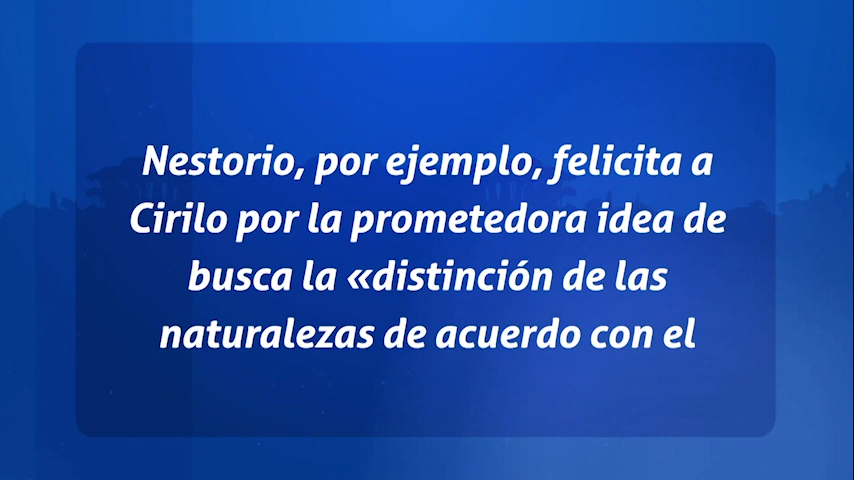 Nestorio, por ejemplo, felicita a
Cirilo por la prometedora idea de
busca la «distinción de las
naturalezas de acuerdo con el